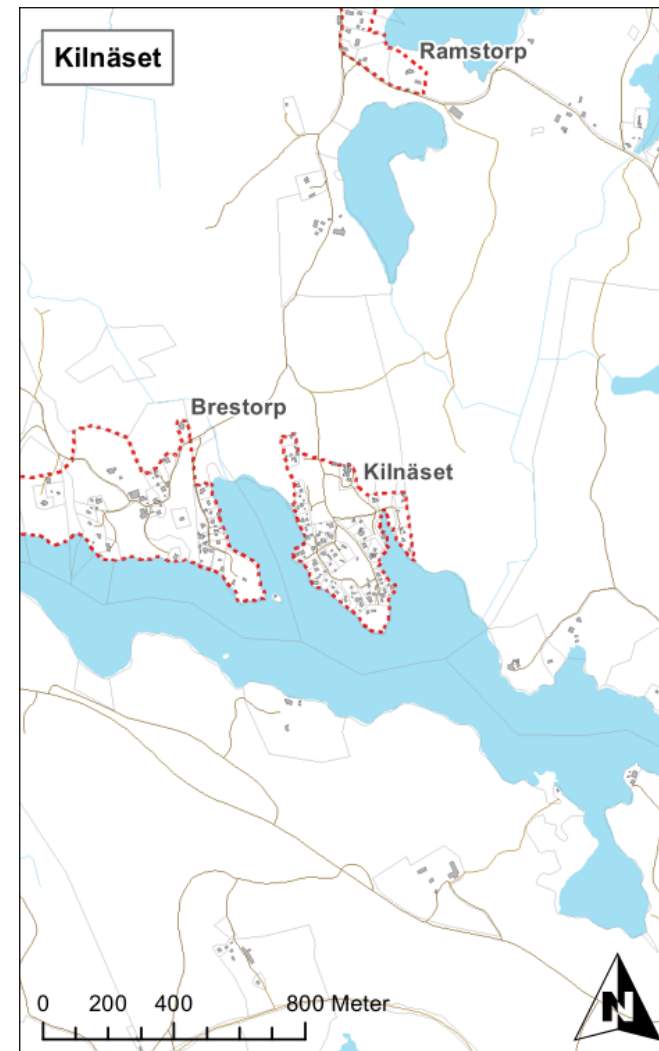 Kilnäset
Ramstorp
Brestorp
Kilnäset
0 200 400 800 Meter
N